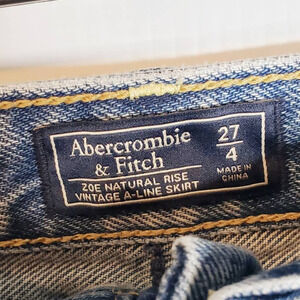 Abercrombie
& Fitch
ZOE NATURAL RISE
VINTAGE A-LINE SKIRT
27
4
MADE IN
CHINA